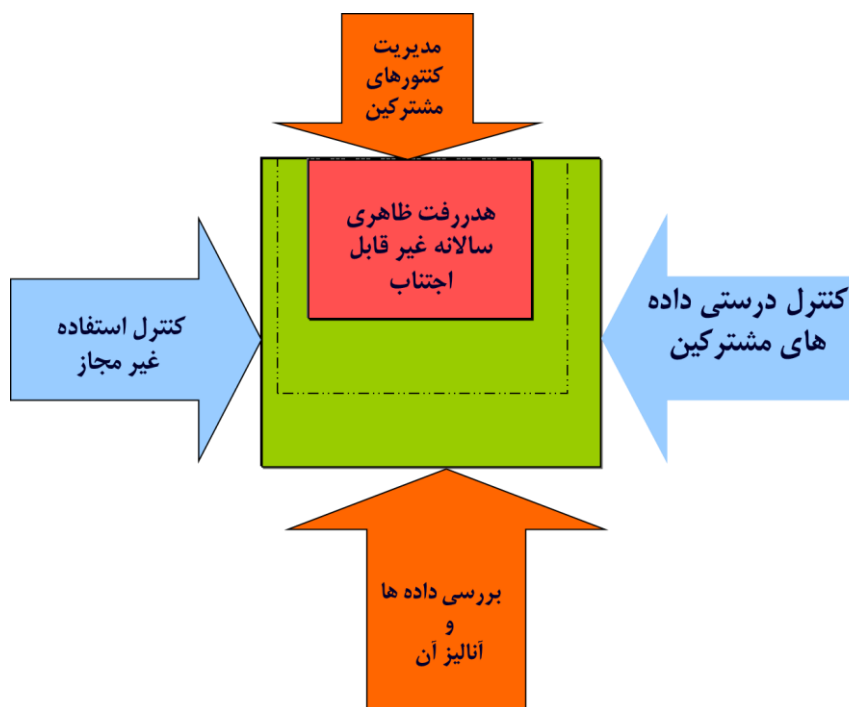 مدیریت
کنتورهای
مشترکین
هدررفت ظاهری
سالانه غیر قابل
اجتناب
کنترل درستی داده
های مشترکین
کنترل استفاده
غیر مجاز
بررسی داده ها
و
آنالیز آن